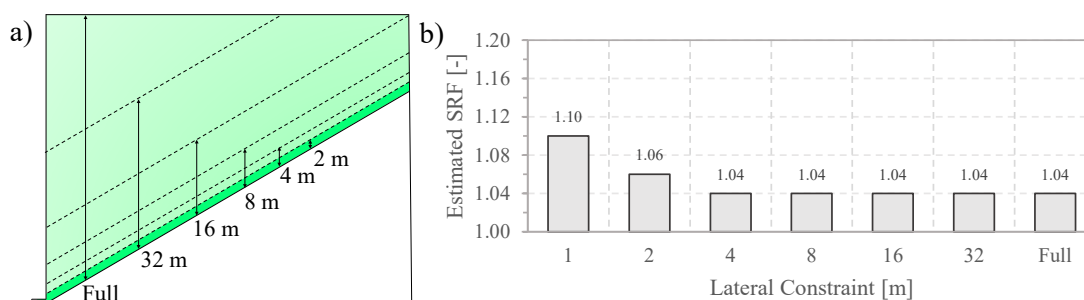 a)
2 m
4 m
8 m
16 m
32 m
Full
b)
Estimated SRF [-]
1.20
1.16
1.12
1.08
1.04
1.00
1.10
1.06
1.04
1.04
1.04
1.04
1.04
1
2
4
8
16
32
Full
Lateral Constraint [m]